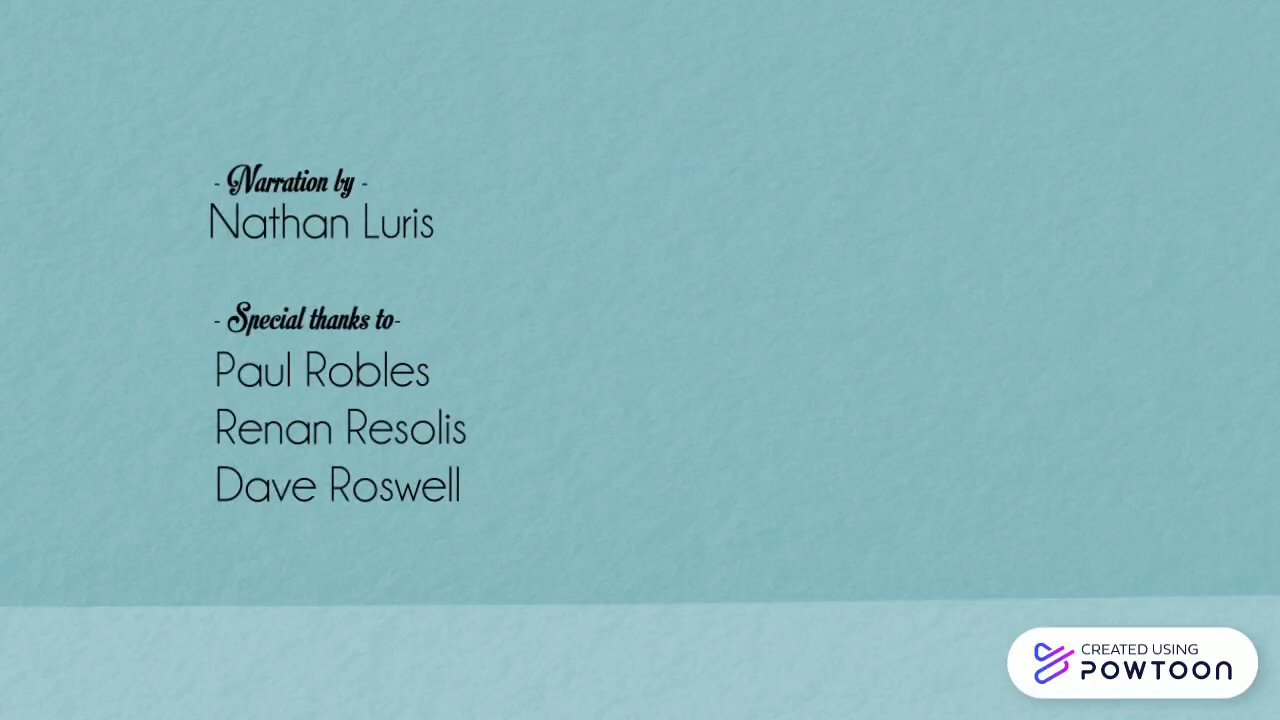 - Narration by -
Nathan Luris
- Special thanks to-
Paul Robles
Renan Resolis
Dave Roswell
CREATED USING
POWTOON